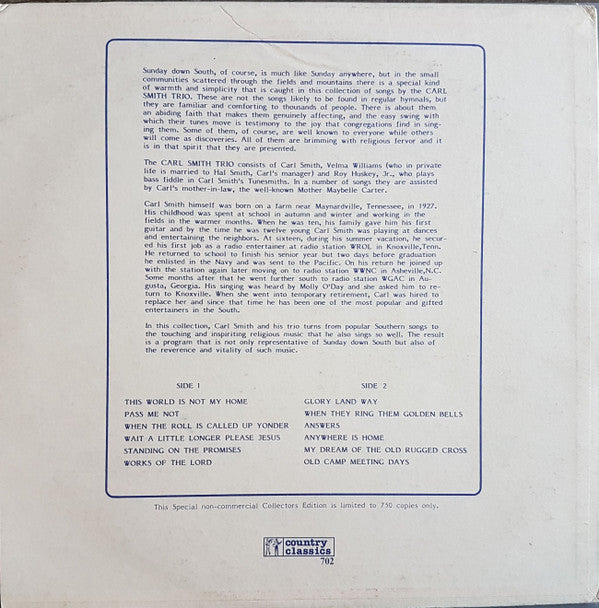 Sunday down South, of course, is much like Sunday anywhere, but in the small
communities scattered through the fields and mountains there is a special kind
of warmth and simplicity that is caught in this collection of songs by the CARL
SMITH TRIO. These are not the songs likely to be found in regular hymnals, but
they are familiar and comforting to thousands of people. There is about them
an abiding faith that makes them genuinely affecting, and the easy swing with
which their tunes move is testimony to the joy that congregations find in sing-
ing them. Some of them, of course, are well known to everyone while others
will come as discoveries. All of them are brimming with religious fervor and it
is in that spirit that they are presented.
The CARL SMITH TRIO consists of Carl Smith, Velma Williams (who in private
life is married to Hal Smith, Carl's manager) and Roy Huskey, Jr., who plays
bass fiddle in Carl Smith's Tunesmiths. In a number of songs they are assisted
by Carl's mother-in-law, the well-known Mother Maybelle Carter.
Carl Smith himself was born on a farm near Maynardville, Tennessee, in 1927.
His childhood was spent at school in autumn and winter and working in the
fields in the warmer months. When he was ten, his family gave him his first
guitar and by the time he was twelve young Carl Smith was playing at dances
and entertaining the neighbors. At sixteen, during his summer vacation, he secur-
ed his first job as a radio entertainer at radio station WROL in Knoxville,Tenn.
He returned to school to finish his senior year but two days before graduation
he enlisted in the Navy and was sent to the Pacific. On his return he joined up
with the station again later moving on to radio station WWNC in Asheville,N.C.
Some months after that he went further south to radio station WGAC in Au-
gusta, Georgia. His singing was heard by Molly O'Day and she asked him to re-
turn to Knoxville. When she went into temporary retirement, Carl was hired to
replace her and since that time he has been one of the most popular and gifted
entertainers in the South.
In this collection, Carl Smith and his trio turns from popular Southern songs to
the touching and inspiriting religious music that he also sings so well. The result
is a program that is not only representative of Sunday down South but also of
the reverence and vitality of such music.
SIDE 1
THIS WORLD IS NOT MY HOME
PASS ME NOT
WHEN THE ROLL IS CALLED UP YONDER
WAIT A LITTLE LONGER PLEASE JESUS
STANDING ON THE PROMISES
WORKS OF THE LORD
SIDE 2
GLORY LAND WAY
WHEN THEY RING THEM GOLDEN BELLS
ANSWERS
ANYWHERE IS HOME
MY DREAM OF THE OLD RUGGED CROSS
OLD CAMP MEETING DAYS
This Special non-commercial Collectors Edition is limited to 750 copies only.
country
classics
702